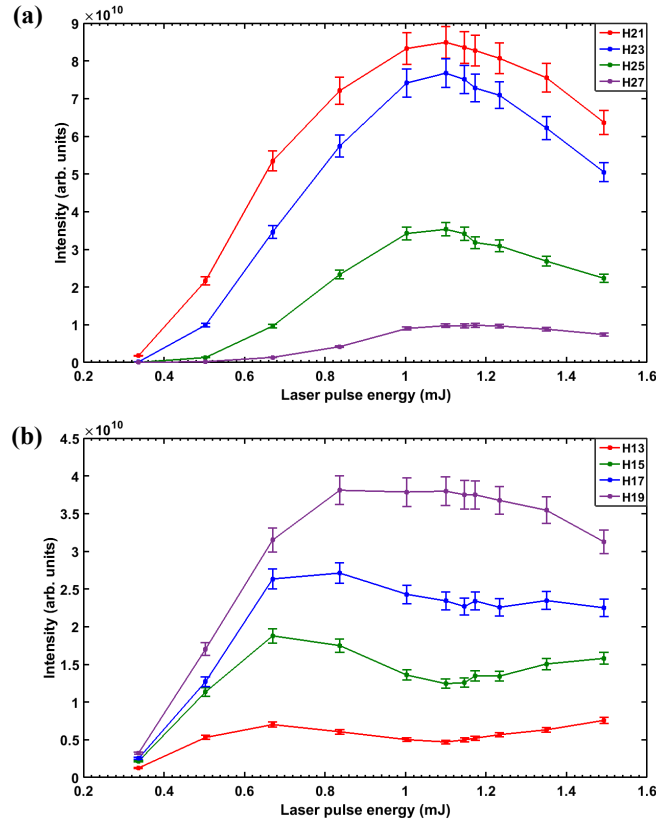 (a)
×10¹⁰
9
8
7
6
5
4
3
2
1
0
Intensity (arb. units)
H21
H23
H25
H27
0.2 0.4 0.6 0.8 1 1.2 1.4 1.6
Laser pulse energy (mJ)
(b)
×10¹⁰
4.5
4
3.5
3
2.5
2
1.5
1
0.5
0
Intensity (arb. units)
H13
H15
H17
H19
0.2 0.4 0.6 0.8 1 1.2 1.4 1.6
Laser pulse energy (mJ)